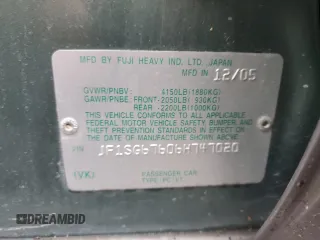 MFD BY FUJI HEAVY IND. LTD. JAPAN
MFD IN 12/05
GVWR/PNBV: 4150LB(1880KG)
GAWR/PNBE: FRONT-2050LB( 930KG)
REAR -2200LB(1000KG)
THIS VEHICLE CONFORMS TO ALL APPLICABLE
FEDERAL MOTOR VEHICLE SAFETY, BUMPER, AND
THEFT PREVENTION STANDARDS IN EFFECT ON
THE DATE OF MANUFACTURE SHOWN ABOVE.
JF1SG67606H747020
(VK) PASSENGER CAR
DREAMBID